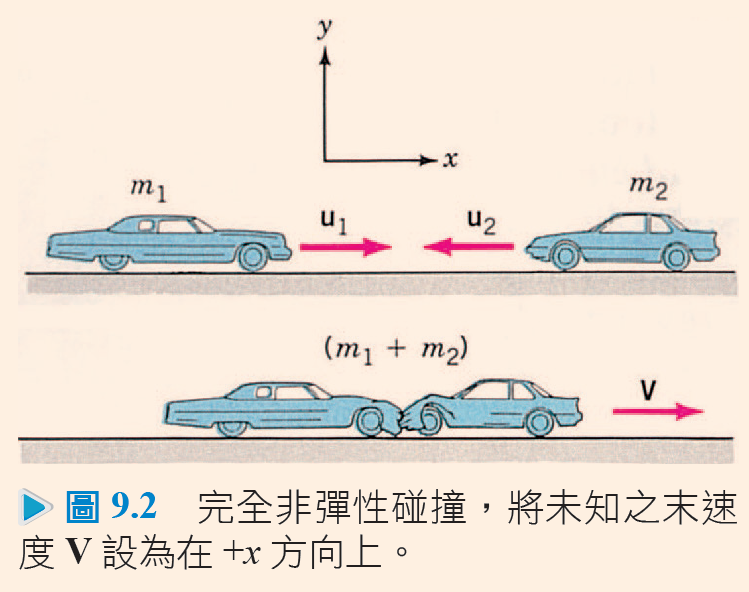 y
x
m₁
m₂
u₁
u₂
(m₁ + m₂)
V
圖 9.2 完全非彈性碰撞，將未知之末速
度 V 設為在 +x 方向上。